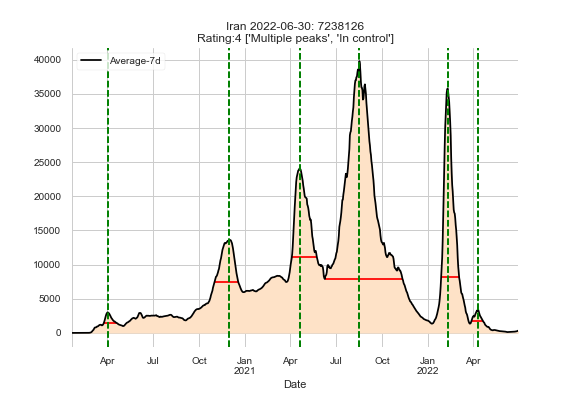 Iran 2022-06-30: 7238126
Rating:4 ['Multiple peaks', 'In control']
Average-7d
40000
35000
30000
25000
20000
15000
10000
5000
0
Apr Jul Oct Jan Apr Jul Oct Jan Apr
2021 2022
Date